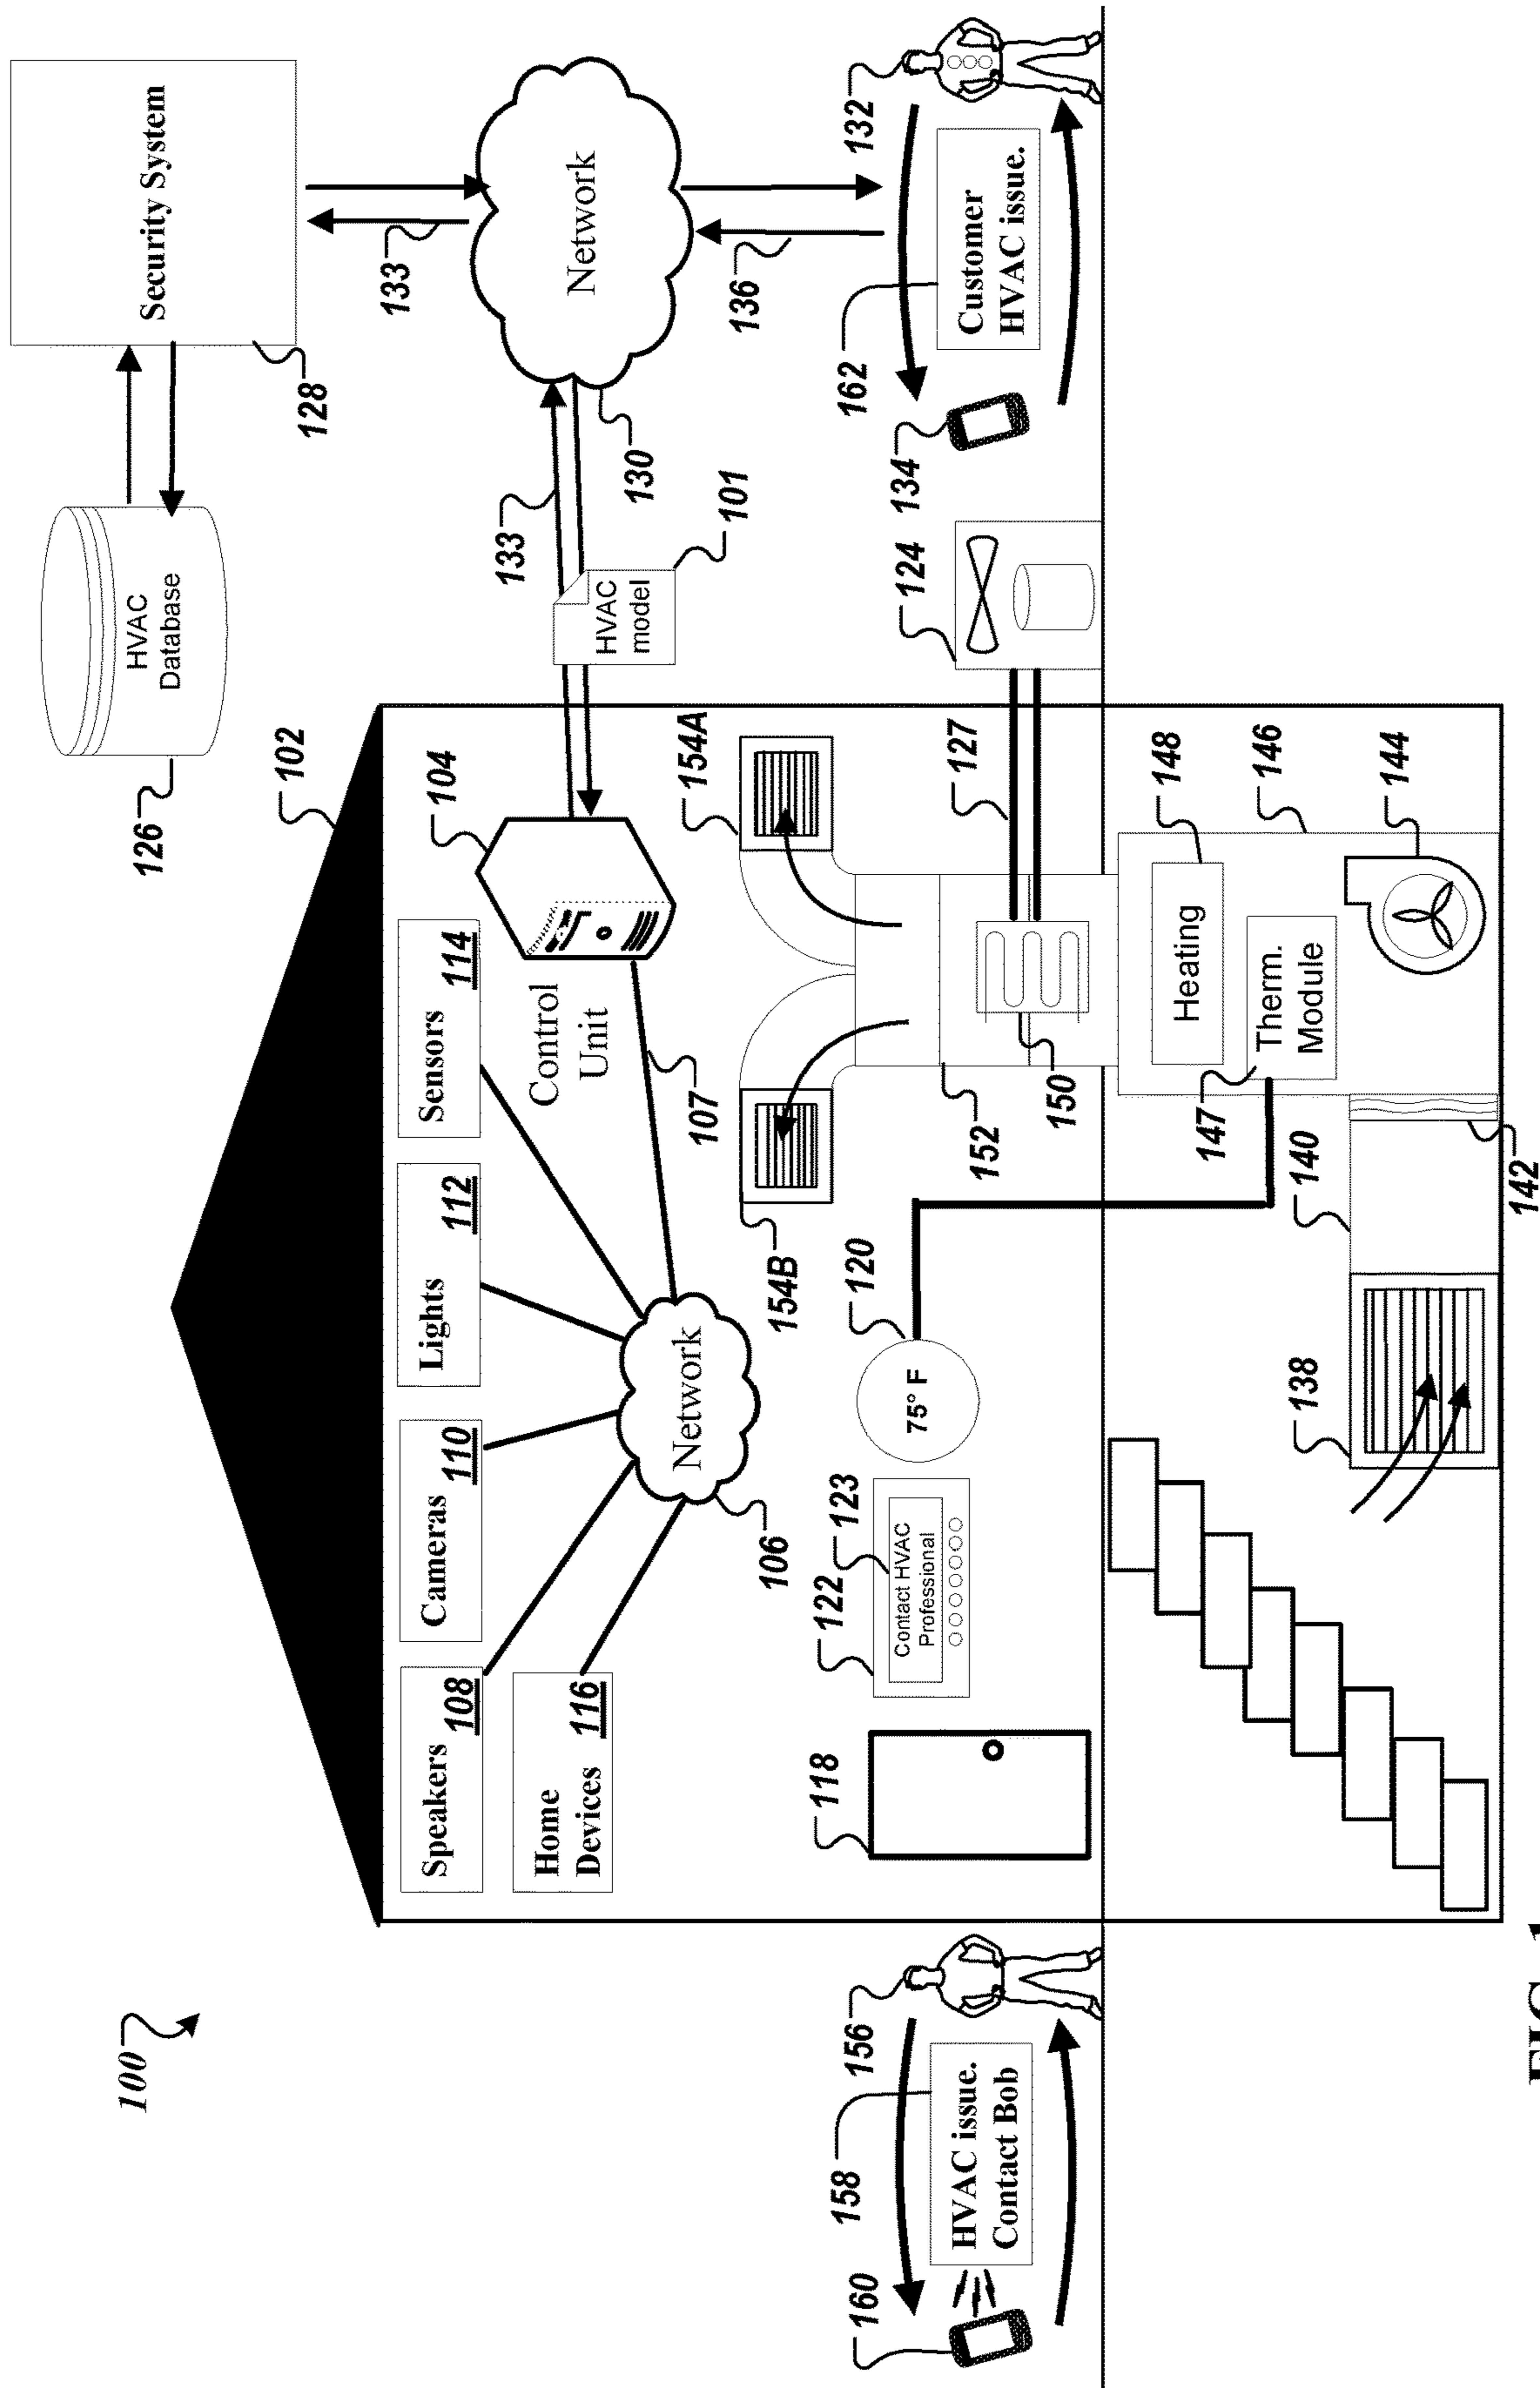 100
126
HVAC
Database
128
Security System
102
133
133
104
Control
Unit
107
HVAC
model
101
130
Network
Speakers
108
Cameras
110
Lights
112
Sensors
114
Home
Devices
116
Network
106
118
122
123
Contact HVAC
Professional
120
75° F
154B
154A
152
150
127
124
136
134
162
Customer
HVAC issue.
132
160
158
HVAC issue.
Contact Bob
156
138
140
142
147
Therm.
Module
Heating
148
146
144